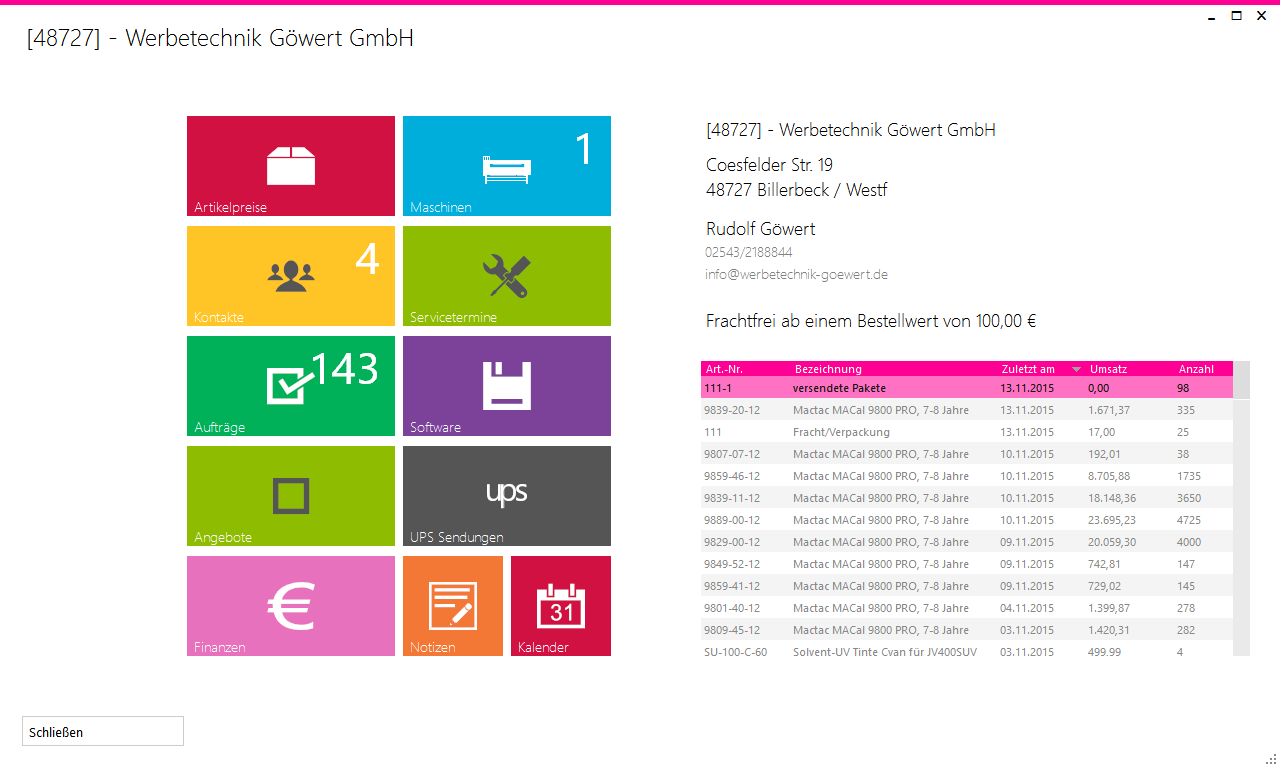 [48727] - Werbetechnik Göwert GmbH
Artikelpreise
1
Maschinen
4
Kontakte
Servicetermine
143
Aufträge
Software
Angebote
ups
UPS Sendungen
Finanzen
Notizen
31
Kalender
[48727] - Werbetechnik Göwert GmbH
Coesfelder Str. 19
48727 Billerbeck / Westf
Rudolf Göwert
02543/2188844
info@werbetechnik-goewert.de
Frachtfrei ab einem Bestellwert von 100,00 €
Art.-Nr. Bezeichnung Zuletzt am Umsatz Anzahl
111-1 versendete Pakete 13.11.2015 0,00 98
9839-20-12 Mactac MACal 9800 PRO, 7-8 Jahre 13.11.2015 1.671,37 335
111 Fracht/Verpackung 13.11.2015 17,00 25
9807-07-12 Mactac MACal 9800 PRO, 7-8 Jahre 10.11.2015 192,01 38
9859-46-12 Mactac MACal 9800 PRO, 7-8 Jahre 10.11.2015 8.705,88 1735
9839-11-12 Mactac MACal 9800 PRO, 7-8 Jahre 10.11.2015 18.148,36 3650
9889-00-12 Mactac MACal 9800 PRO, 7-8 Jahre 10.11.2015 23.695,23 4725
9829-00-12 Mactac MACal 9800 PRO, 7-8 Jahre 09.11.2015 20.059,30 4000
9849-52-12 Mactac MACal 9800 PRO, 7-8 Jahre 09.11.2015 742,81 147
9859-41-12 Mactac MACal 9800 PRO, 7-8 Jahre 09.11.2015 729,02 145
9801-40-12 Mactac MACal 9800 PRO, 7-8 Jahre 04.11.2015 1.399,87 278
9809-45-12 Mactac MACal 9800 PRO, 7-8 Jahre 03.11.2015 1.420,31 282
SU-100-C-60 Solvent-UV Tinte Cyan für JV400SUV 03.11.2015 499,99 4
Schließen